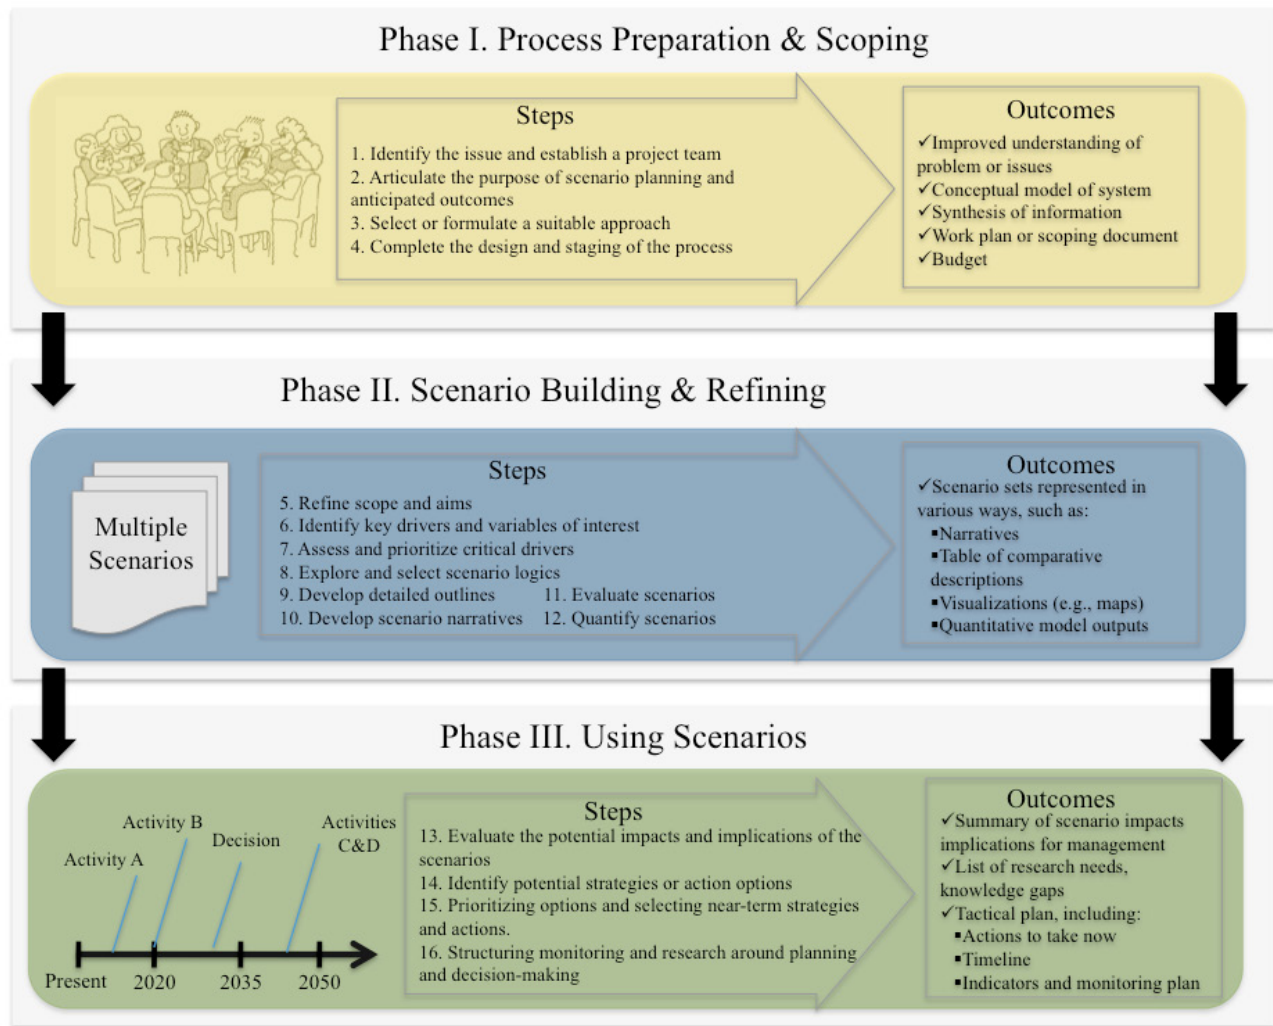 Phase I. Process Preparation & Scoping
Steps
1. Identify the issue and establish a project team
2. Articulate the purpose of scenario planning and
anticipated outcomes
3. Select or formulate a suitable approach
4. Complete the design and staging of the process
Outcomes
✓Improved understanding of
problem or issues
✓Conceptual model of system
✓Synthesis of information
✓Work plan or scoping document
✓Budget
Phase II. Scenario Building & Refining
Multiple
Scenarios
Steps
5. Refine scope and aims
6. Identify key drivers and variables of interest
7. Assess and prioritize critical drivers
8. Explore and select scenario logics
9. Develop detailed outlines 11. Evaluate scenarios
10. Develop scenario narratives 12. Quantify scenarios
Outcomes
✓Scenario sets represented in
various ways, such as:
▪Narratives
▪Table of comparative
descriptions
▪Visualizations (e.g., maps)
▪Quantitative model outputs
Phase III. Using Scenarios
Activity A
Activity B
Decision
Activities
C&D
Present 2020 2035 2050
Steps
13. Evaluate the potential impacts and implications of the
scenarios
14. Identify potential strategies or action options
15. Prioritizing options and selecting near-term strategies
and actions.
16. Structuring monitoring and research around planning
and decision-making
Outcomes
✓Summary of scenario impacts
implications for management
✓List of research needs,
knowledge gaps
✓Tactical plan, including:
▪Actions to take now
▪Timeline
▪Indicators and monitoring plan